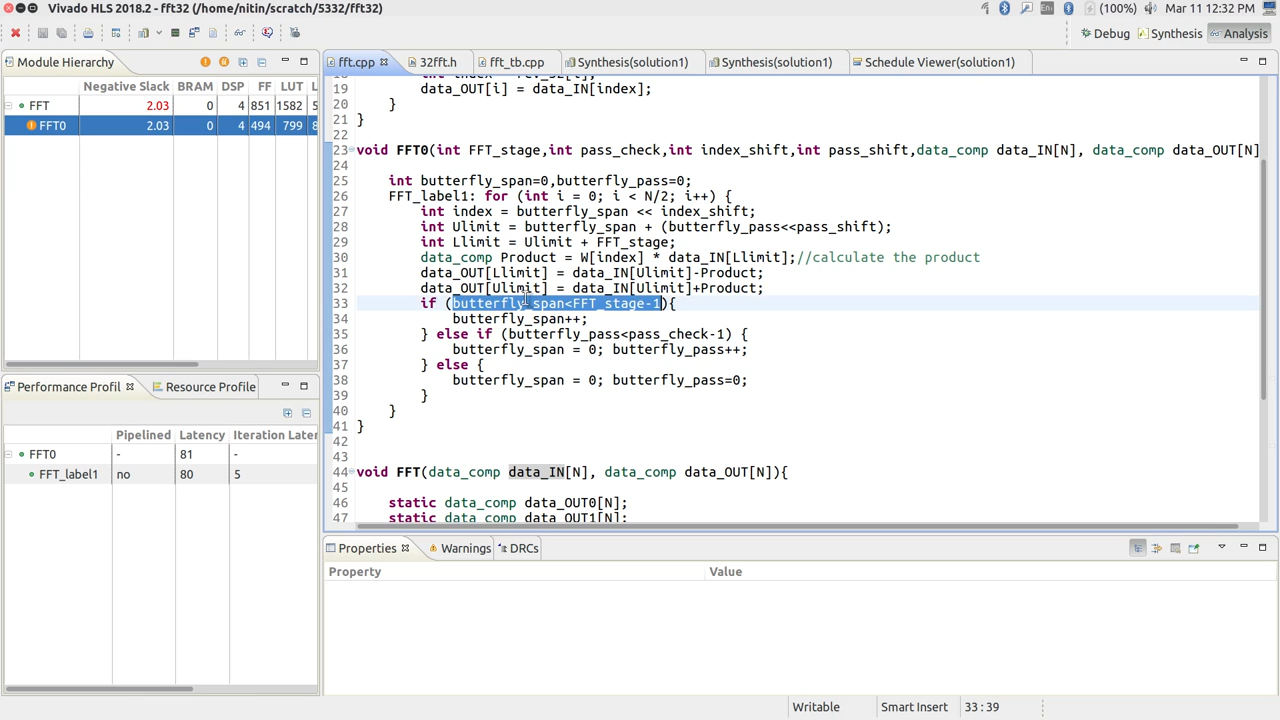 Vivado HLS 2018.2 - fft32 (/home/nitin/scratch/5332/fft32)
En (100%) Mar 11 12:32 PM
Debug Synthesis Analysis
Module Hierarchy
Negative Slack BRAM DSP FF LUT L
FFT 2.03 0 4 851 1582 5
FFT0 2.03 0 4 494 799 8
Performance Profil Resource Profile
Pipelined Latency Iteration Laten
FFT0 - 81 -
FFT_label1 no 80 5
fft.cpp 32fft.h fft_tb.cpp Synthesis(solution1) Synthesis(solution1) Schedule Viewer(solution1)
18 int index = rev_32[i];
19 data_OUT[i] = data_IN[index];
20 }
21 }
22
23 void FFT0(int FFT_stage,int pass_check,int index_shift,int pass_shift,data_comp data_IN[N], data_comp data_OUT[N]
24
25 int butterfly_span=0,butterfly_pass=0;
26 FFT_label1: for (int i = 0; i < N/2; i++) {
27 int index = butterfly_span << index_shift;
28 int Ulimit = butterfly_span + (butterfly_pass<<pass_shift);
29 int Llimit = Ulimit + FFT_stage;
30 data_comp Product = W[index] * data_IN[Llimit];//calculate the product
31 data_OUT[Llimit] = data_IN[Ulimit]-Product;
32 data_OUT[Ulimit] = data_IN[Ulimit]+Product;
33 if (butterfly_span<FFT_stage-1){
34 butterfly_span++;
35 } else if (butterfly_pass<pass_check-1) {
36 butterfly_span = 0; butterfly_pass++;
37 } else {
38 butterfly_span = 0; butterfly_pass=0;
39 }
40 }
41 }
42
43
44 void FFT(data_comp data_IN[N], data_comp data_OUT[N]){
45
46 static data_comp data_OUT0[N];
47 static data_comp data_OUT1[N];
Properties Warnings DRCs
Property Value
Writable Smart Insert 33 : 39